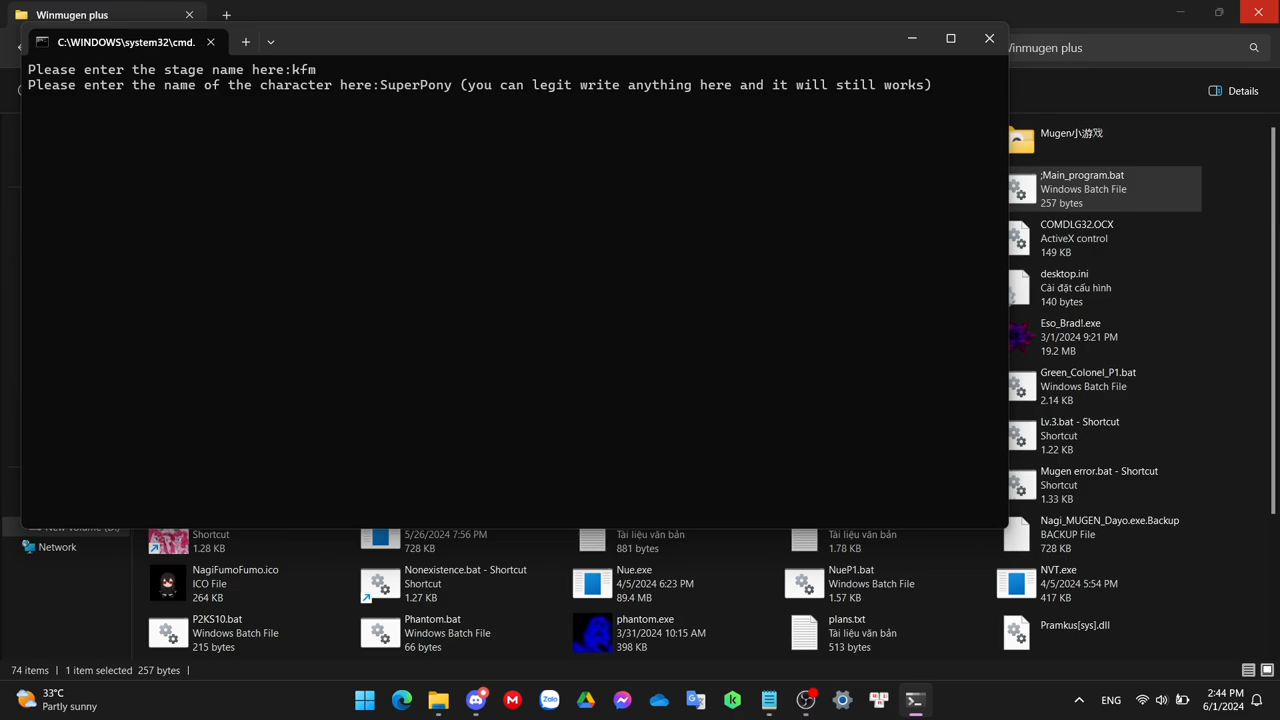 Winmugen plus
C:\WINDOWS\system32\cmd.
Winmugen plus
Please enter the stage name here:kfm
Please enter the name of the character here:SuperPony (you can legit write anything here and it will still works)
Details
Mugen小游戏
;Main_program.bat
Windows Batch File
257 bytes
COMDLG32.OCX
ActiveX control
149 KB
desktop.ini
Cài đặt cấu hình
140 bytes
Eso_Brad!.exe
3/1/2024 9:21 PM
19.2 MB
Green_Colonel_P1.bat
Windows Batch File
2.14 KB
Lv.3.bat - Shortcut
Shortcut
1.22 KB
Mugen error.bat - Shortcut
Shortcut
1.33 KB
New Volume (D:)
Network
Shortcut
1.28 KB
5/26/2024 7:56 PM
728 KB
Tài liệu văn bản
881 bytes
Tài liệu văn bản
1.78 KB
Nagi_MUGEN_Dayo.exe.Backup
BACKUP File
728 KB
NagiFumoFumo.ico
ICO File
264 KB
Nonexistence.bat - Shortcut
Shortcut
1.27 KB
Nue.exe
4/5/2024 6:23 PM
89.4 MB
NueP1.bat
Windows Batch File
1.57 KB
NVT.exe
4/5/2024 5:54 PM
417 KB
P2KS10.bat
Windows Batch File
215 bytes
Phantom.bat
Windows Batch File
66 bytes
phantom.exe
3/31/2024 10:15 AM
398 KB
plans.txt
Tài liệu văn bản
513 bytes
Pramkus[sys].dll
74 items
1 item selected 257 bytes
33°C
Partly sunny
Zalo
ENG
2:44 PM
6/1/2024